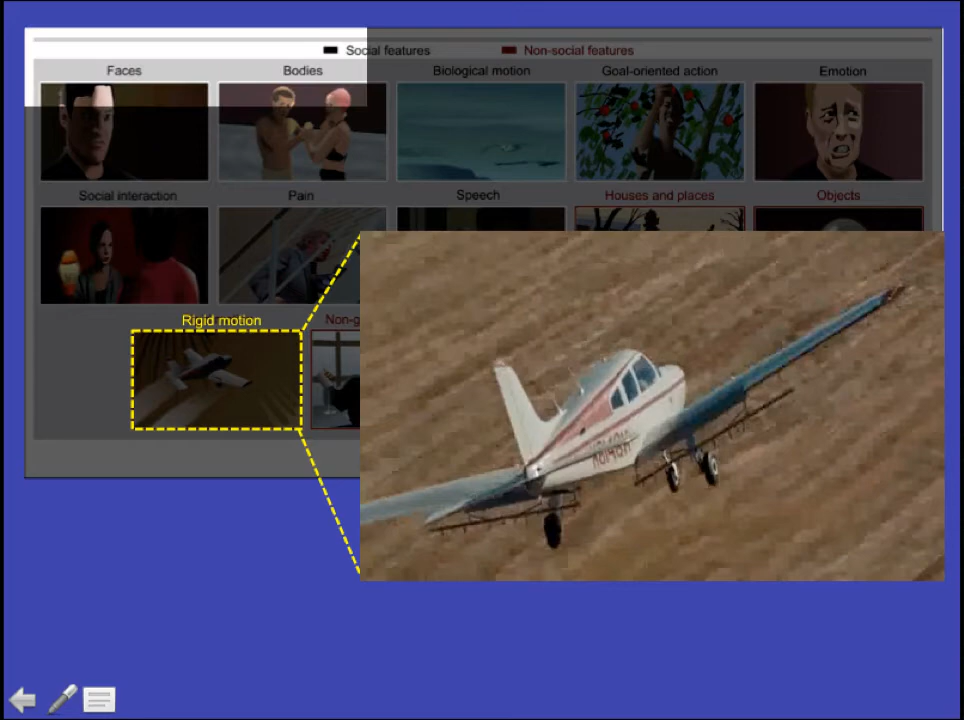 Social features Non-social features
Faces Bodies Biological motion Goal-oriented action Emotion
Social interaction Pain Speech Houses and places Objects
Rigid motion Non-g